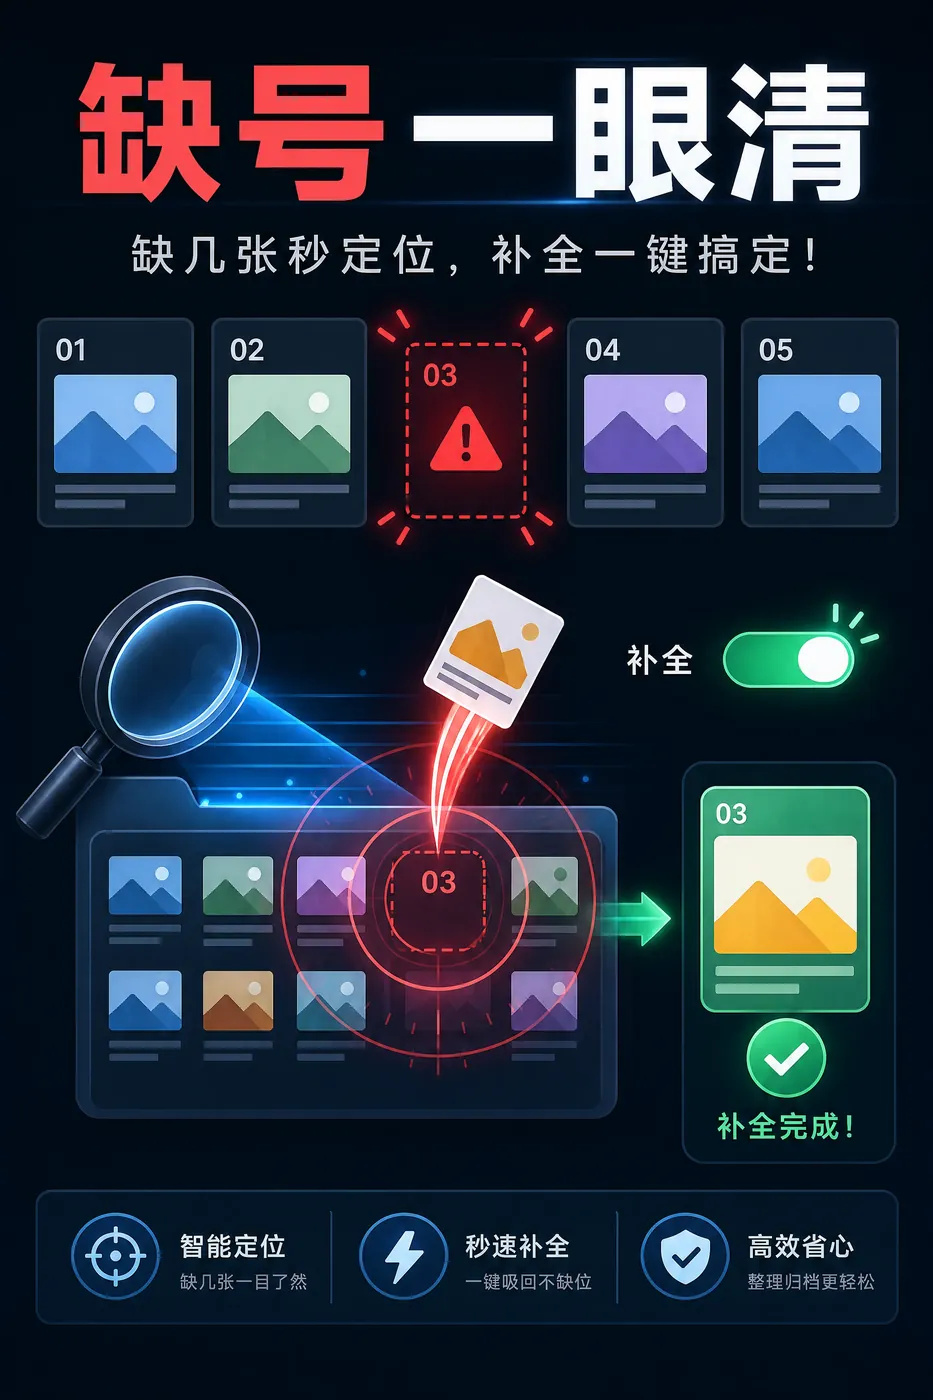 缺号一眼清
缺几张秒定位，补全一键搞定！
01
02
03
04
05
补全
03
03
补全完成！
智能定位
缺几张一目了然
秒速补全
一键吸回不缺位
高效省心
整理归档更轻松